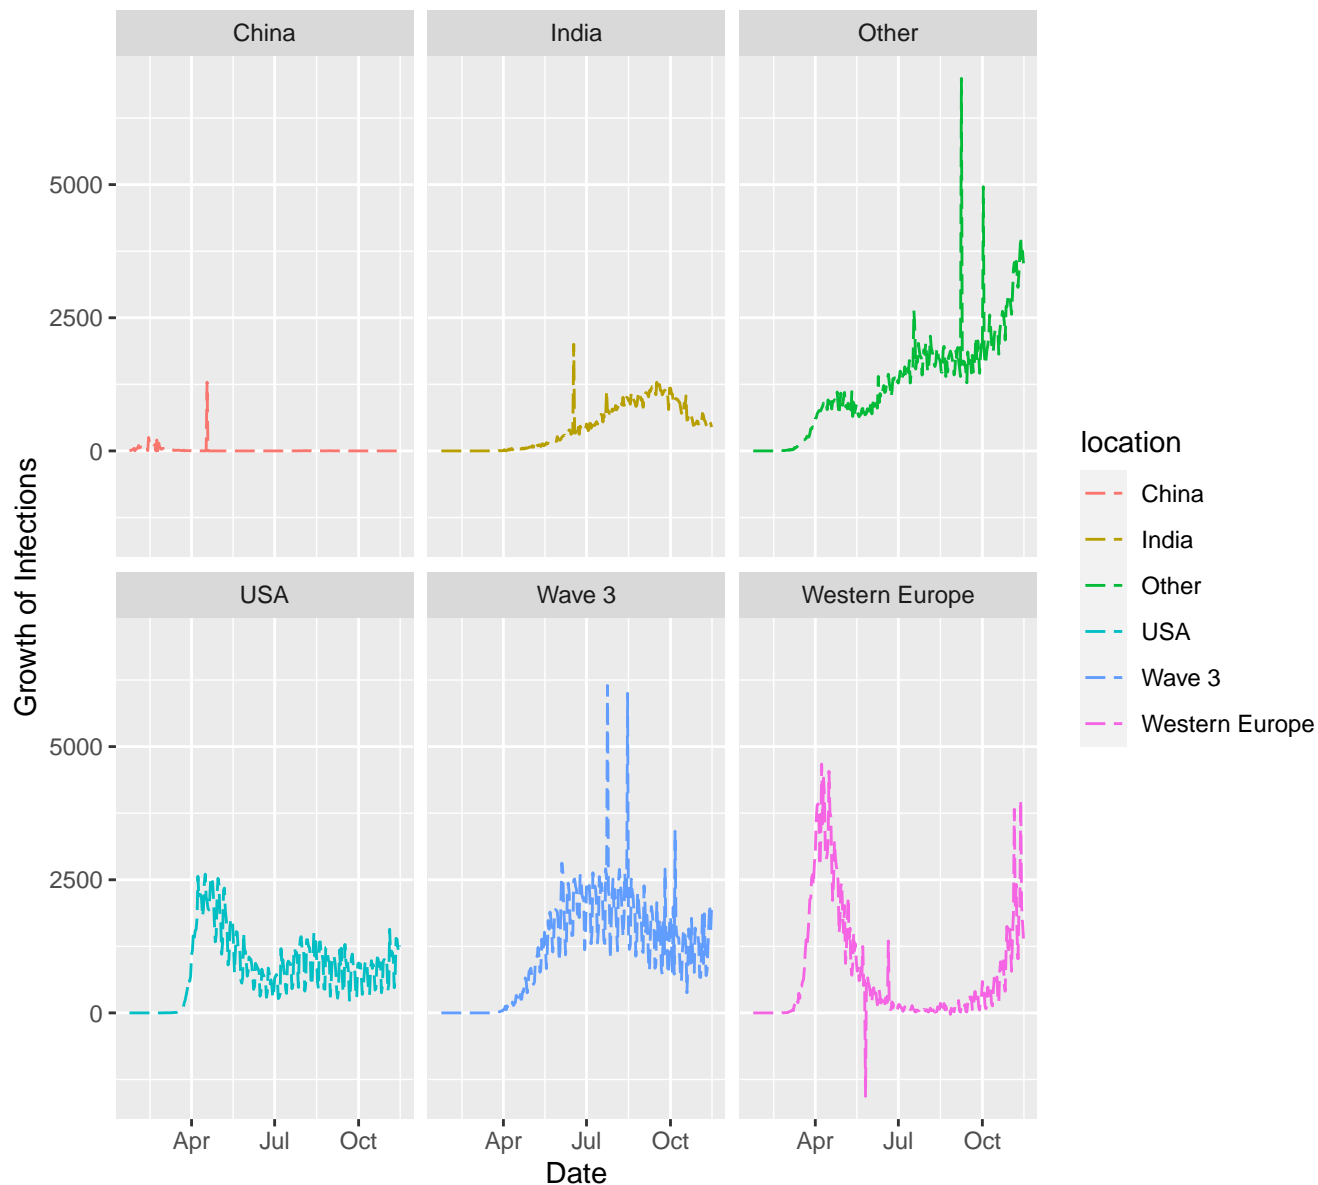 China
India
Other
5000
2500
0
USA
Wave 3
Western Europe
5000
2500
0
Apr
Jul
Oct
Apr
Jul
Oct
Apr
Jul
Oct
Date
Growth of Infections
location
China
India
Other
USA
Wave 3
Western Europe